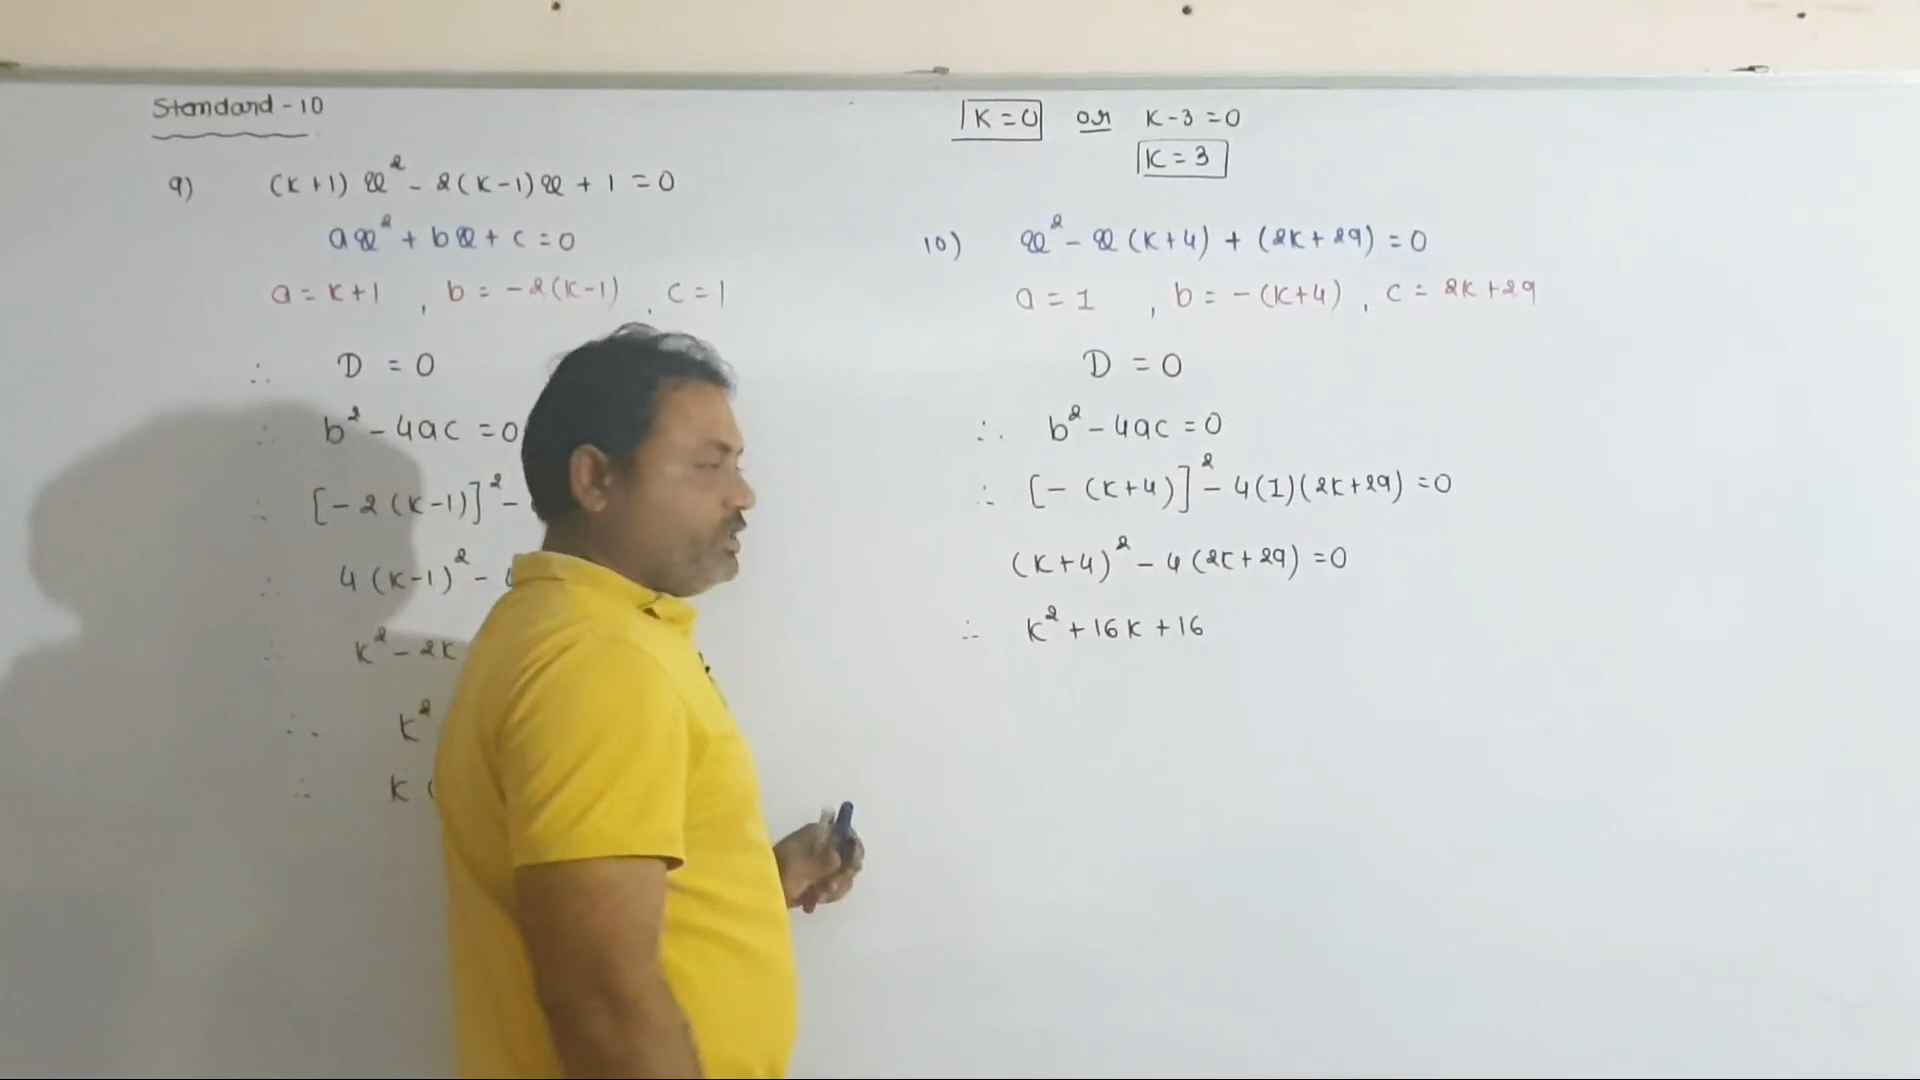 Standard - 10
9) (k+1) x² - 2(k-1)x + 1 = 0
ax² + bx + c = 0
a = k+1 , b = -2(k-1) , c = 1
∴ D = 0
∴ b² - 4ac = 0
∴ [-2(k-1)]² -
∴ 4(k-1)² -
∴ k² - 2k
∴ k²
∴ k (
k = 0 or k-3 = 0
k = 3
10) x² - x(k+4) + (2k+29) = 0
a = 1 , b = -(k+4) , c = 2k+29
D = 0
∴ b² - 4ac = 0
∴ [-(k+4)]² - 4(1)(2k+29) = 0
(k+4)² - 4(2k+29) = 0
∴ k² + 16k + 16